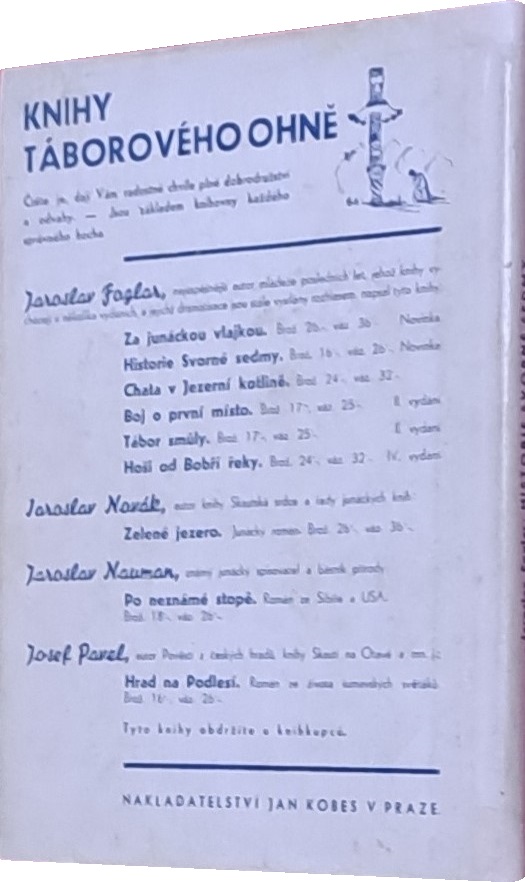 KNIHY
TÁBOROVÉHO OHNĚ
Čtěte je, dají Vám radostné chvíle plné dobrodružství
a odvahy. — Jsou základem knihovny každého
správného hocha
Jaroslav Foglar, nejúspěšnější autor mládeže posledních let, jehož knihy vy-
cházejí v několika vydáních, a jejichž dramatisace jsou stále vysílány rozhlasem, napsal tyto knihy:
Za junáckou vlajkou. Brož. 26·-, váz. 36·- Novinka
Historie Svorné sedmy. Brož. 16·-, váz. 26·-, Novinka
Chata v Jezerní kotlině. Brož. 24·-, váz. 32·-
Boj o první místo. Brož. 17·-, váz. 25·- II. vydání
Tábor smůly. Brož. 17·-, váz. 25·- vydání
Hoši od Bobří řeky. Brož. 24·-, váz. 32·- IV. vydání
Jaroslav Novák, autor knihy Skautská srdce a řady junáckých knih:
Zelené jezero. Junácký román. Brož. 26·-, váz. 36·-
Jaroslav Nauman, známý junácký spisovatel a básník přírody:
Po neznámé stopě. Román ze Sibiře a USA.
Brož. 18·-, váz. 26·-
Josef Pavel, autor Pověstí z českých hradů, knihy Skauti na Otavě a mn. j.:
Hrad na Podlesí. Román ze života šumavských světláků.
Brož. 16·-, váz. 26·-
Tyto knihy obdržíte u knihkupců.
NAKLADATELSTVÍ JAN KOBES V PRAZE